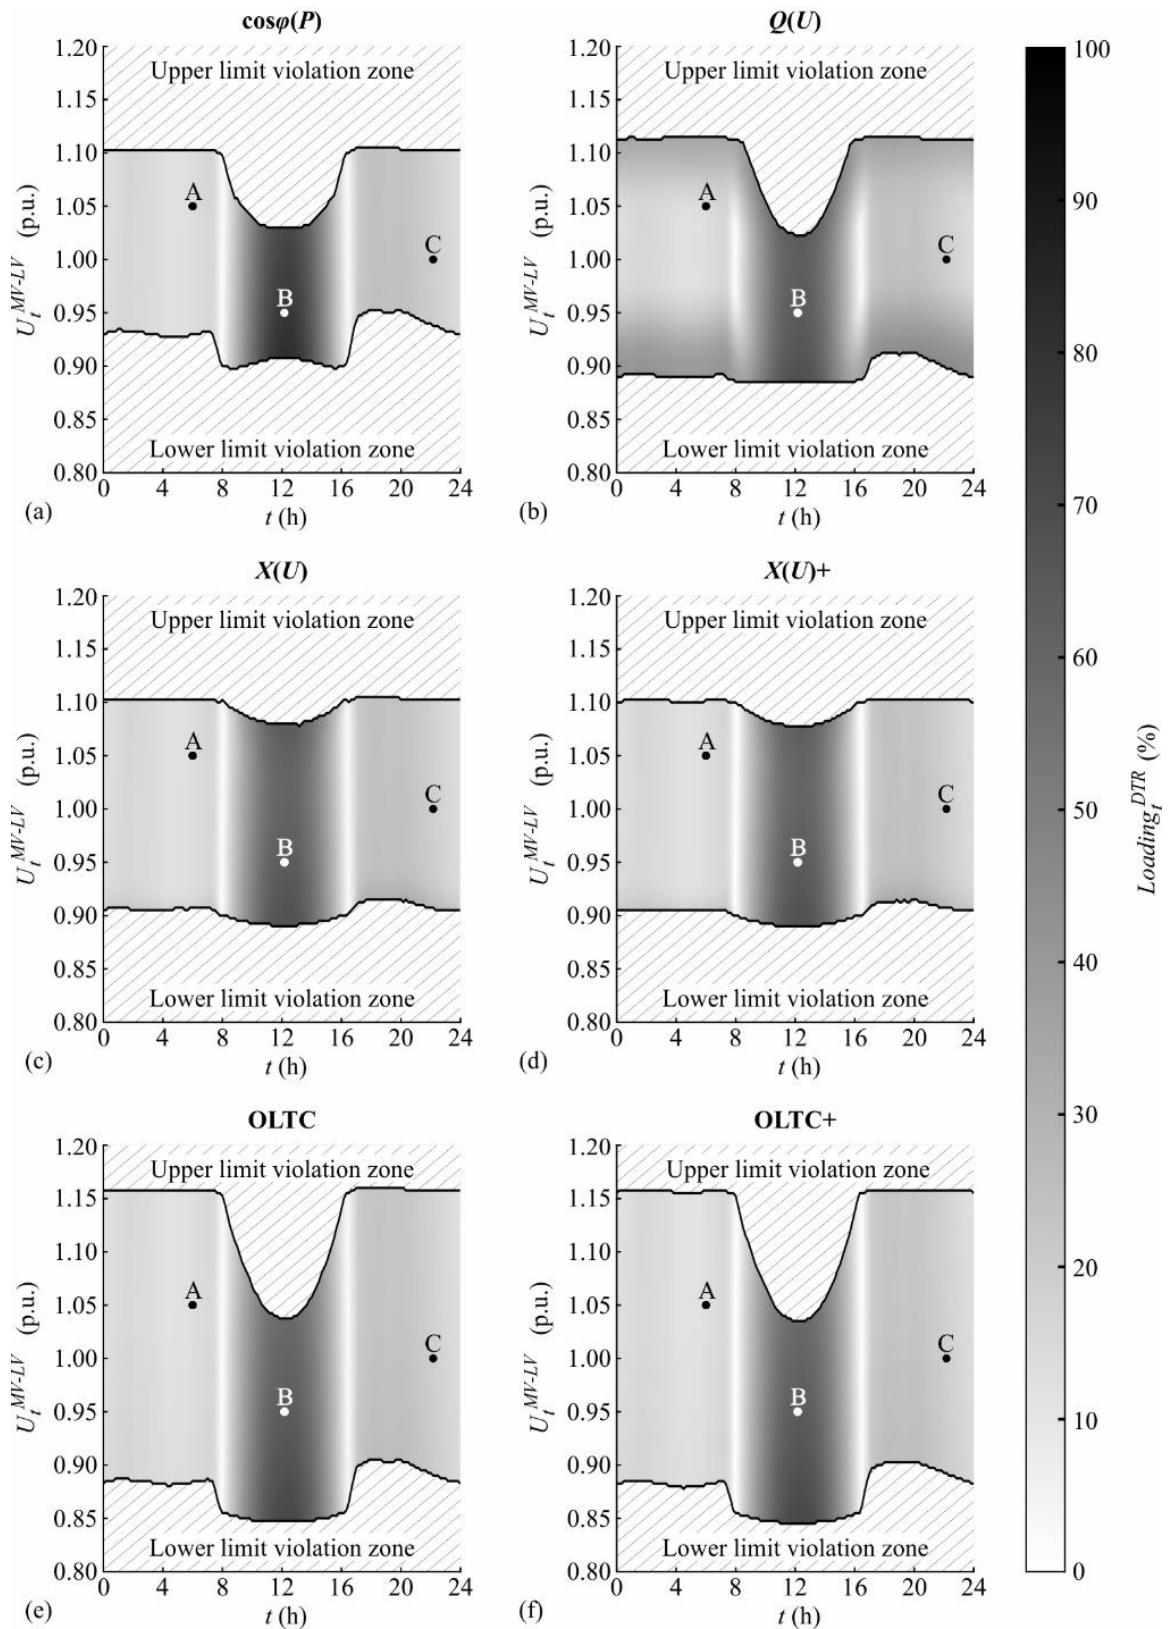 cosφ(P)
Q(U)
1.20
1.15
1.10
1.05
1.00
0.95
0.90
0.85
0.80
U_t^MV-LV (p.u.)
Upper limit violation zone
A
B
C
Lower limit violation zone
0 4 8 12 16 20 24
(a)
t (h)
1.20
1.15
1.10
1.05
1.00
0.95
0.90
0.85
0.80
U_t^MV-LV (p.u.)
Upper limit violation zone
A
B
C
Lower limit violation zone
0 4 8 12 16 20 24
(b)
t (h)
X(U)
X(U)+
1.20
1.15
1.10
1.05
1.00
0.95
0.90
0.85
0.80
U_t^MV-LV (p.u.)
Upper limit violation zone
A
B
C
Lower limit violation zone
0 4 8 12 16 20 24
(c)
t (h)
1.20
1.15
1.10
1.05
1.00
0.95
0.90
0.85
0.80
U_t^MV-LV (p.u.)
Upper limit violation zone
A
B
C
Lower limit violation zone
0 4 8 12 16 20 24
(d)
t (h)
OLTC
OLTC+
1.20
1.15
1.10
1.05
1.00
0.95
0.90
0.85
0.80
U_t^MV-LV (p.u.)
Upper limit violation zone
A
B
C
Lower limit violation zone
0 4 8 12 16 20 24
(e)
t (h)
1.20
1.15
1.10
1.05
1.00
0.95
0.90
0.85
0.80
U_t^MV-LV (p.u.)
Upper limit violation zone
A
B
C
Lower limit violation zone
0 4 8 12 16 20 24
(f)
t (h)
100
90
80
70
60
50
40
30
20
10
0
Loading_t^DTR (%)